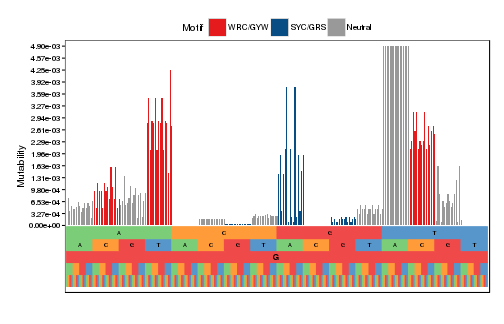 Motif WRC/GYW SYC/GRS Neutral
Mutability
4.90e-03
4.57e-03
4.25e-03
3.92e-03
3.59e-03
3.27e-03
2.94e-03
2.61e-03
2.29e-03
1.96e-03
1.63e-03
1.31e-03
9.80e-04
6.53e-04
3.27e-04
0.00e+00
A C G T
A C G T A C G T A C G T A C G T
G